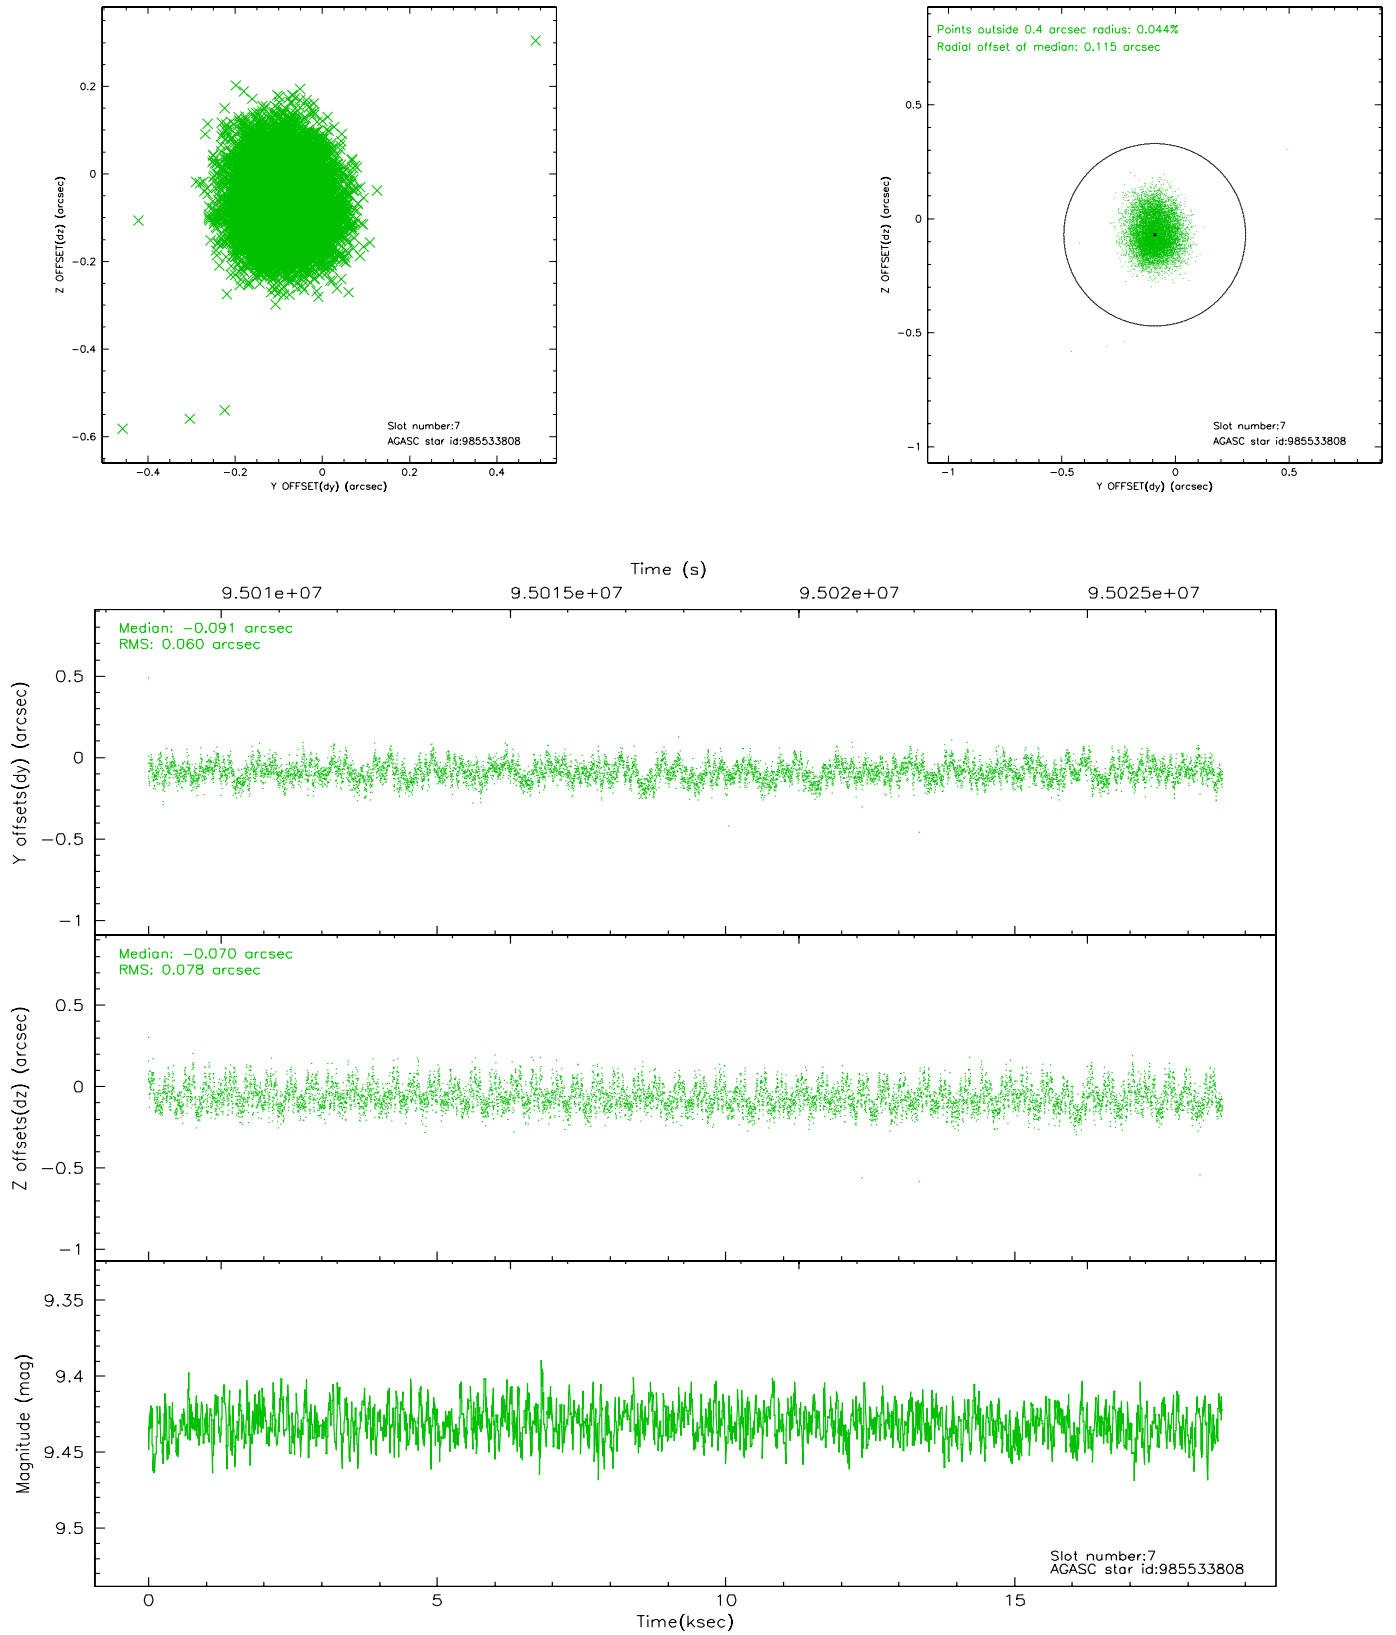 0.2
0
−0.2
−0.4
−0.6
Z OFFSET(dz) (arcsec)
−0.4
−0.2
0
0.2
0.4
Y OFFSET(dy) (arcsec)
Slot number:7
AGASC star id:985533808
Points outside 0.4 arcsec radius: 0.044%
Radial offset of median: 0.115 arcsec
0.5
0
−0.5
−1
Z OFFSET(dz) (arcsec)
−1
−0.5
0
0.5
Y OFFSET(dy) (arcsec)
Slot number:7
AGASC star id:985533808
Time (s)
9.501e+07
9.5015e+07
9.502e+07
9.5025e+07
Median: −0.091 arcsec
RMS: 0.060 arcsec
0.5
0
−0.5
−1
Y offsets(dy) (arcsec)
Median: −0.070 arcsec
RMS: 0.078 arcsec
0.5
0
−0.5
−1
Z offsets(dz) (arcsec)
9.35
9.4
9.45
9.5
Magnitude (mag)
Slot number:7
AGASC star id:985533808
0
5
10
15
Time(ksec)